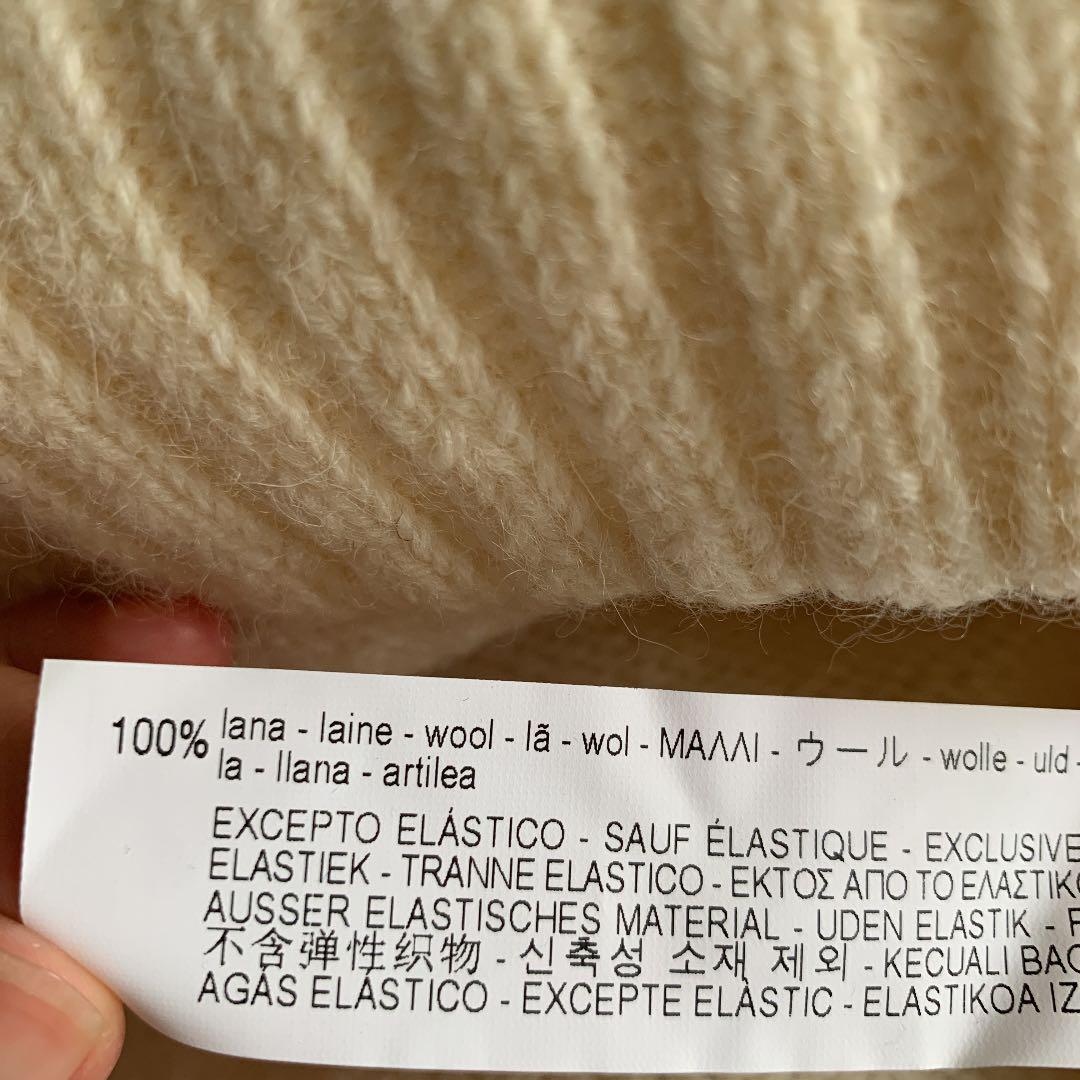 100% lana - laine - wool - lã - wol - ΜΑΛΛΙ - ウール - wolle - uld -
la - llana - artilea
EXCEPTO ELÁSTICO - SAUF ÉLASTIQUE - EXCLUSIVE
ELASTIEK - TRANNE ELASTICO - ΕΚΤΟΣ ΑΠΟ ΤΟ ΕΛΑΣΤΙΚ
AUSSER ELASTISCHES MATERIAL - UDEN ELASTIK -
不含弹性织物 - 신축성 소재 제외 - KECUALI BA
AGÁS ELÁSTICO - EXCEPTE ELÀSTIC - ELASTIKOA IZ